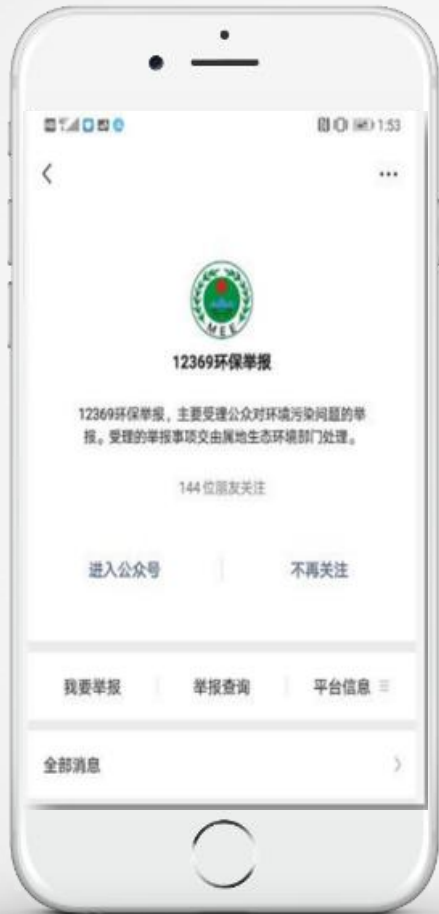 1:53
MEE
12369环保举报
12369环保举报，主要受理公众对环境污染问题的举
报。受理的举报事项交由属地生态环境部门处理。
144位朋友关注
进入公众号
不再关注
我要举报
举报查询
平台信息
全部消息